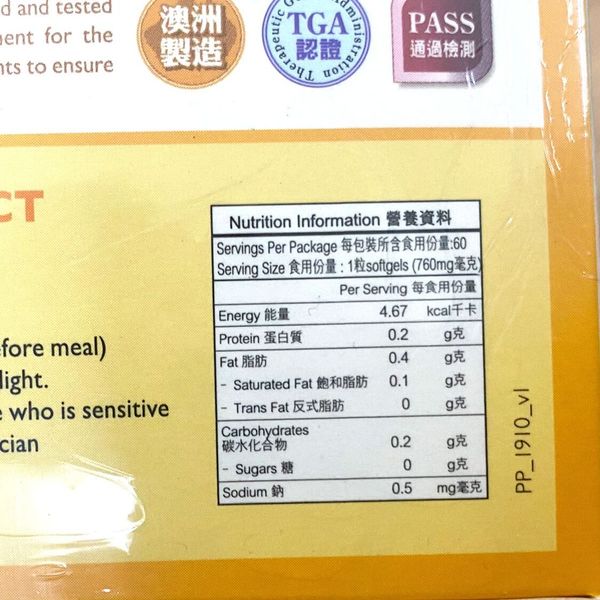 d and tested
ment for the
nts to ensure
澳洲
製造
Therapeutic Goods Administration
TGA
認證
PASS
通過檢測
CT
efore meal)
light.
e who is sensitive
cian
Nutrition Information 營養資料
Servings Per Package 每包裝所含食用份量:60
Serving Size 食用份量 : 1粒softgels (760mg毫克)
Per Serving 每食用份量
Energy 能量 4.67 kcal千卡
Protein 蛋白質 0.2 g克
Fat 脂肪 0.4 g克
- Saturated Fat 飽和脂肪 0.1 g克
- Trans Fat 反式脂肪 0 g克
Carbohydrates
碳水化合物 0.2 g克
- Sugars 糖 0 g克
Sodium 鈉 0.5 mg毫克
PP_1910_v1